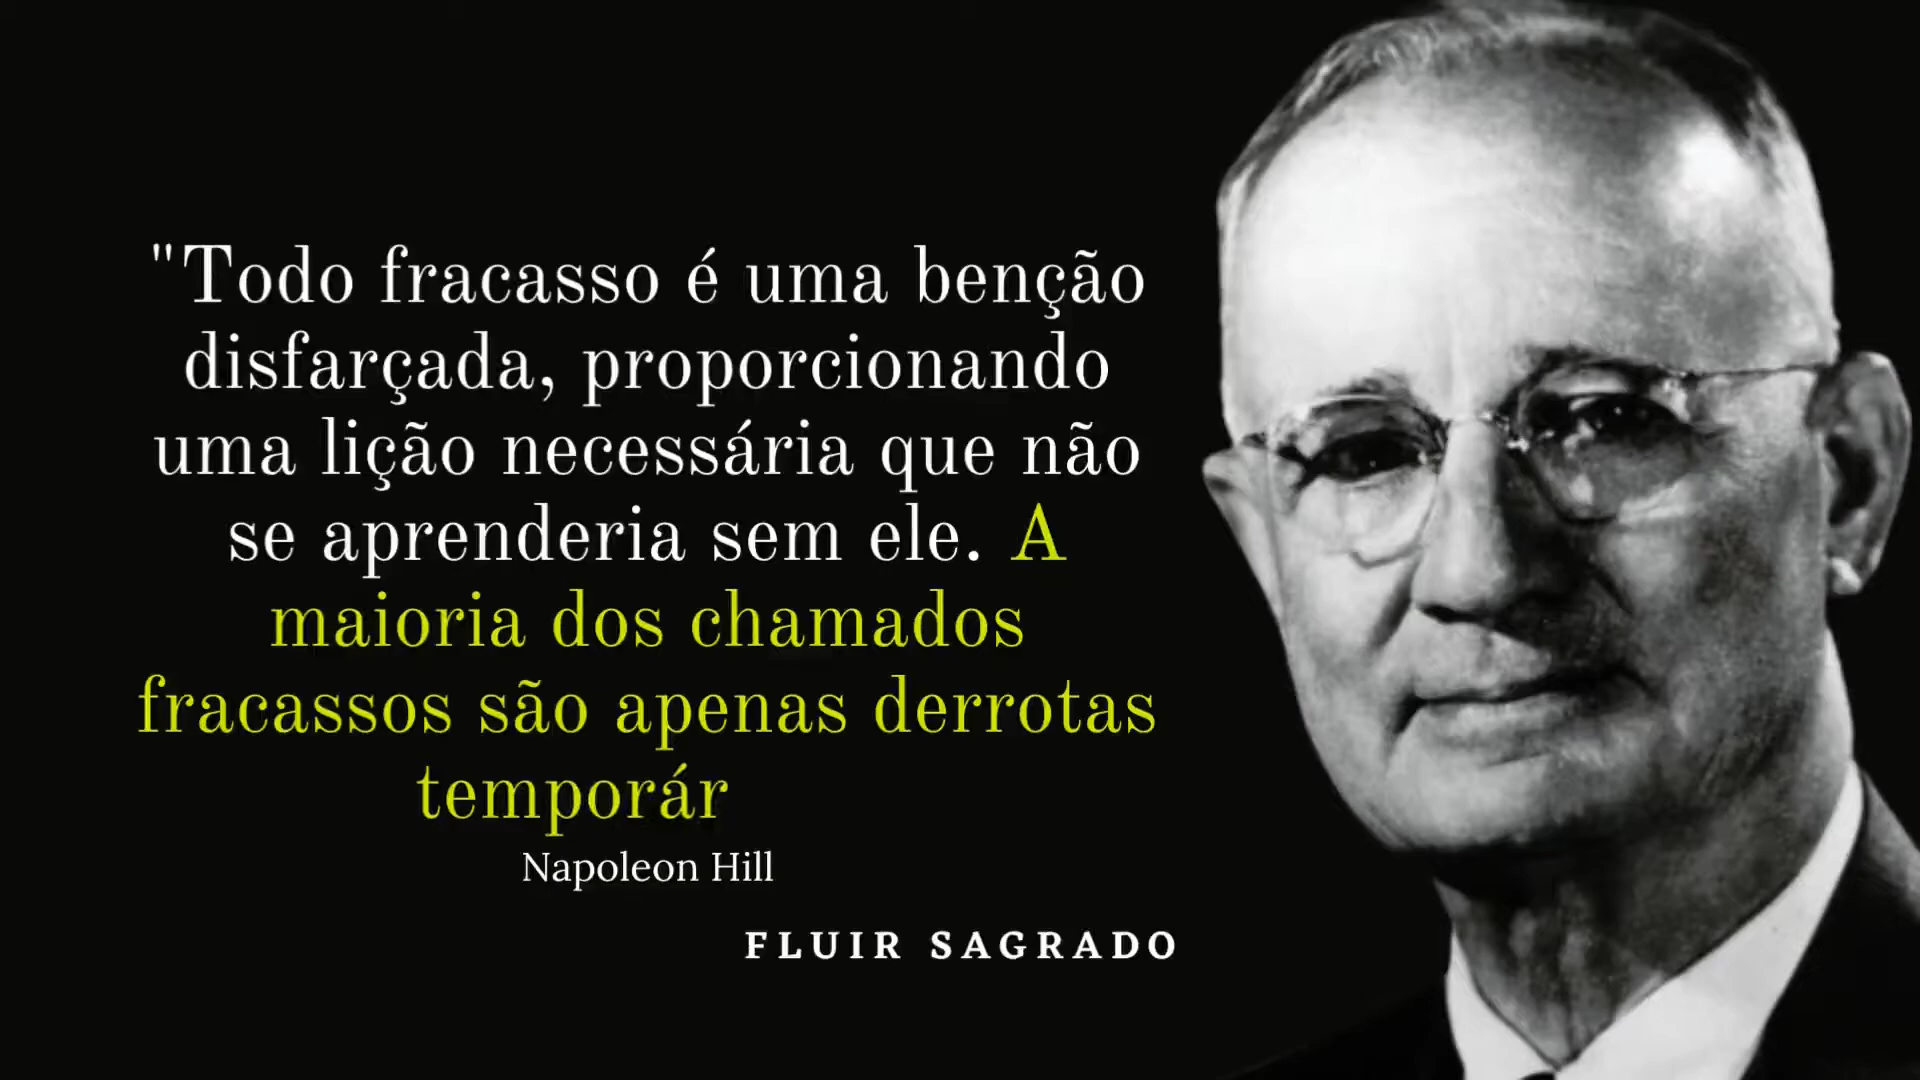 "Todo fracasso é uma benção
disfarçada, proporcionando
uma lição necessária que não
se aprenderia sem ele. A
maioria dos chamados
fracassos são apenas derrotas
temporár
Napoleon Hill
FLUIR SAGRADO